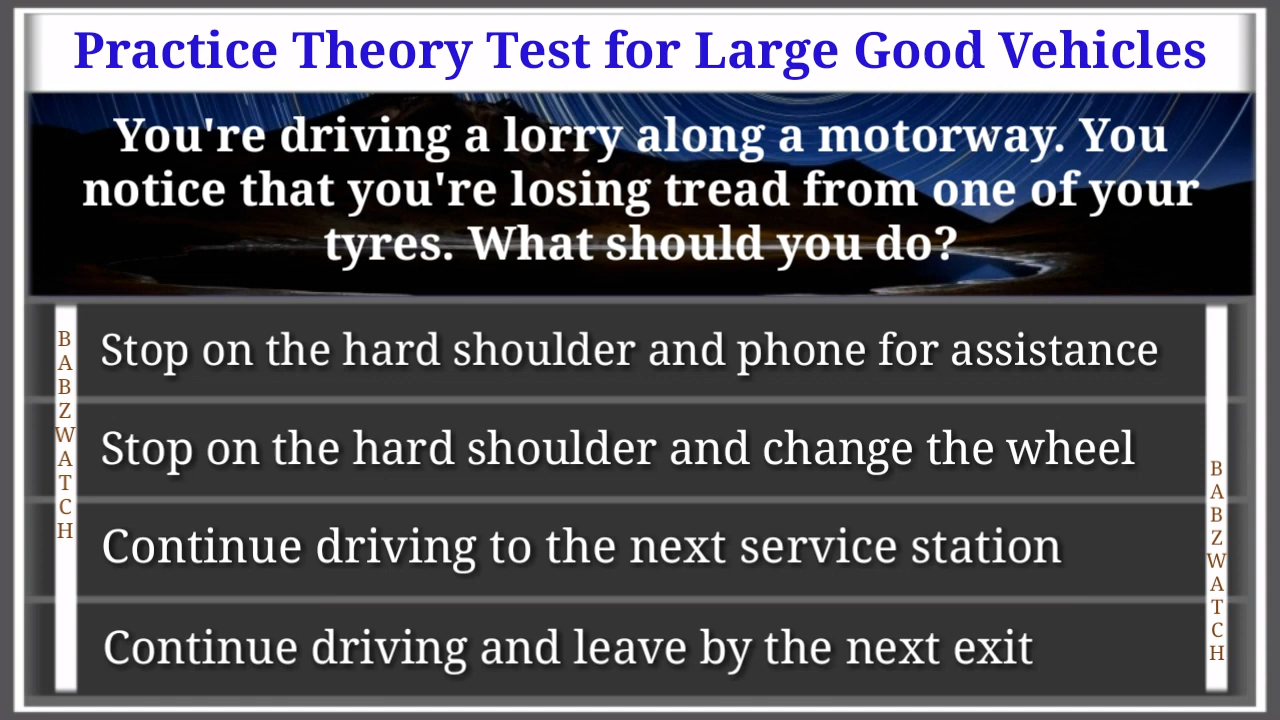 Practice Theory Test for Large Good Vehicles
You're driving a lorry along a motorway. You
notice that you're losing tread from one of your
tyres. What should you do?
Stop on the hard shoulder and phone for assistance
Stop on the hard shoulder and change the wheel
Continue driving to the next service station
Continue driving and leave by the next exit
BABZWATCH
BABZWATCH